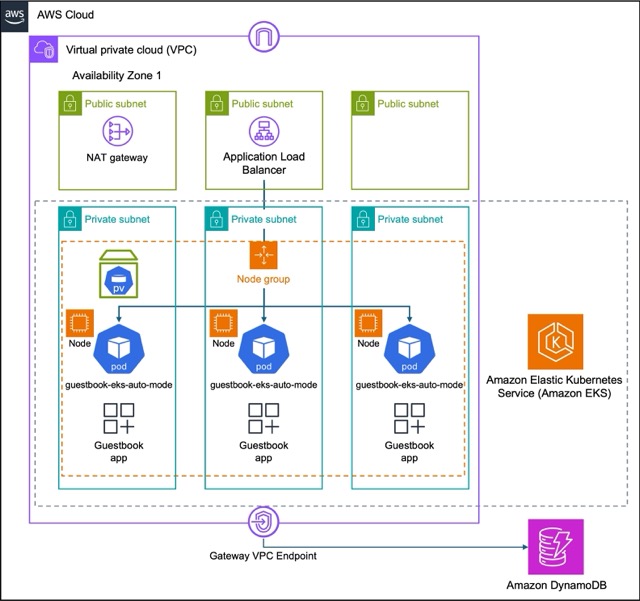 aws
AWS Cloud
Virtual private cloud (VPC)
Availability Zone 1
Public subnet
NAT gateway
Public subnet
Application Load
Balancer
Public subnet
Private subnet
Private subnet
Private subnet
Node group
pv
Node
pod
guestbook-eks-auto-mode
Guestbook
app
Node
pod
guestbook-eks-auto-mode
Guestbook
app
Node
pod
guestbook-eks-auto-mode
Guestbook
app
K
Amazon Elastic Kubernetes
Service (Amazon EKS)
Gateway VPC Endpoint
Amazon DynamoDB